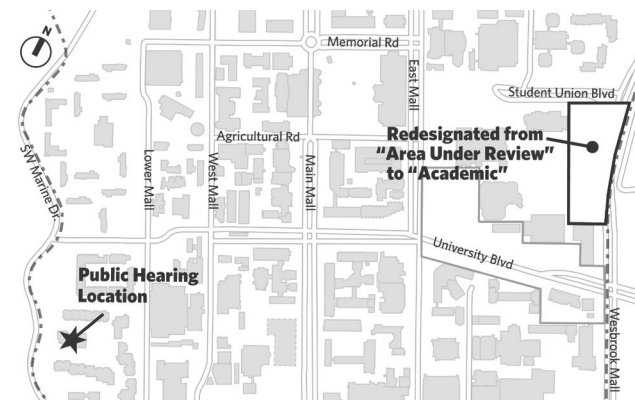 N
Memorial Rd
East Mall
Student Union Blvd
Redesignated from
“Area Under Review”
to “Academic”
Agricultural Rd
SW Marine Dr.
Lower Mall
West Mall
Main Mall
University Blvd
Public Hearing
Location
Wesbrook Mall